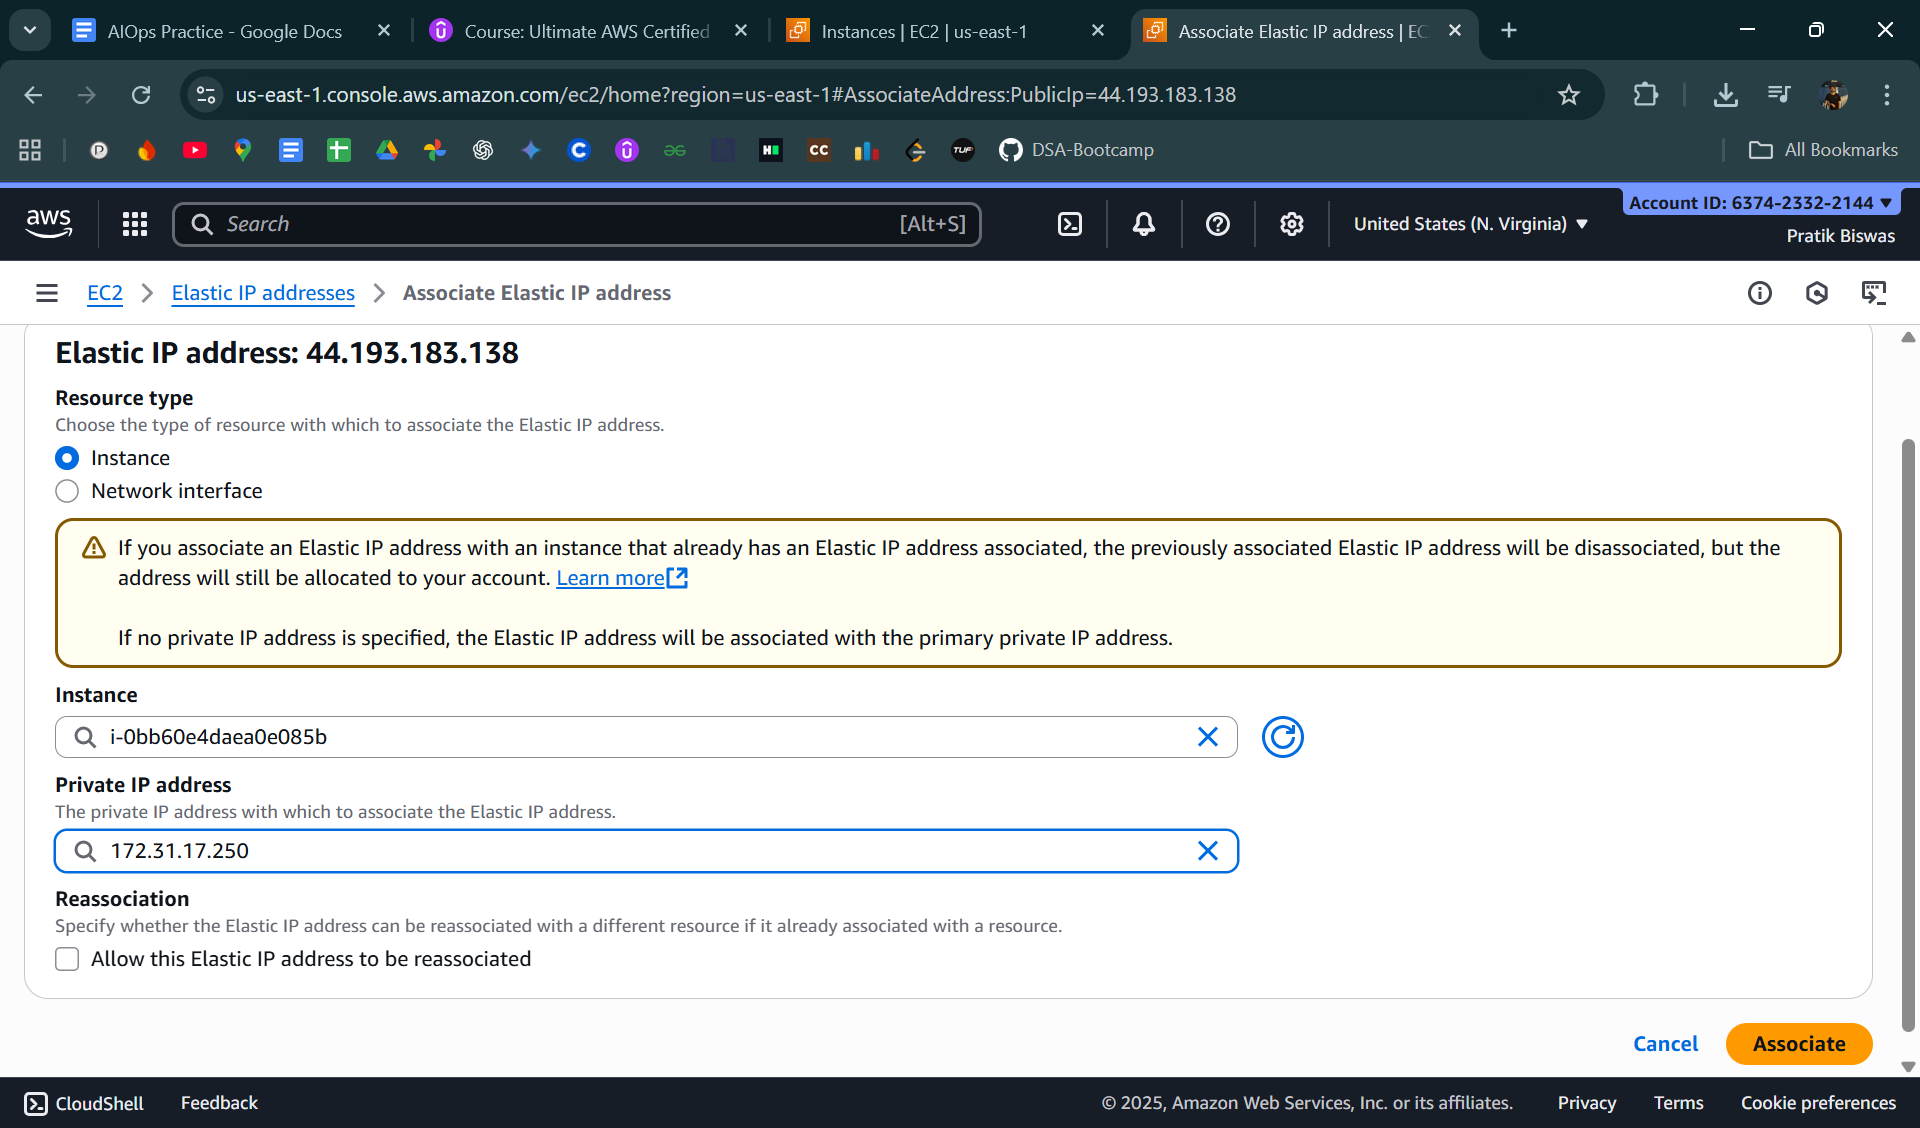 AIOps Practice - Google Docs
Course: Ultimate AWS Certified
Instances | EC2 | us-east-1
Associate Elastic IP address | EC
us-east-1.console.aws.amazon.com/ec2/home?region=us-east-1#AssociateAddress:PublicIp=44.193.183.138
CC
TUF
DSA-Bootcamp
All Bookmarks
aws
Search
[Alt+S]
United States (N. Virginia)
Account ID: 6374-2332-2144
Pratik Biswas
EC2
Elastic IP addresses
Associate Elastic IP address
Elastic IP address: 44.193.183.138
Resource type
Choose the type of resource with which to associate the Elastic IP address.
Instance
Network interface
If you associate an Elastic IP address with an instance that already has an Elastic IP address associated, the previously associated Elastic IP address will be disassociated, but the
address will still be allocated to your account. Learn more
If no private IP address is specified, the Elastic IP address will be associated with the primary private IP address.
Instance
i-0bb60e4daea0e085b
Private IP address
The private IP address with which to associate the Elastic IP address.
172.31.17.250
Reassociation
Specify whether the Elastic IP address can be reassociated with a different resource if it already associated with a resource.
Allow this Elastic IP address to be reassociated
Cancel
Associate
CloudShell
Feedback
© 2025, Amazon Web Services, Inc. or its affiliates.
Privacy
Terms
Cookie preferences